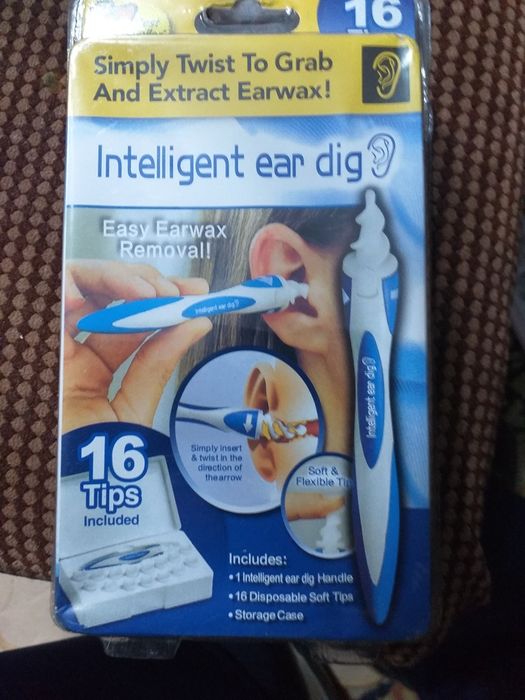 16
Simply Twist To Grab
And Extract Earwax!
Intelligent ear dig
Easy Earwax
Removal!
Intelligent ear dig
Intelligent ear dig
Simply insert
& twist in the
direction of
the arrow
Soft &
Flexible
16
Tips
Included
Includes:
•1 Intelligent ear dig Handle
•16 Disposable Soft Tips
•Storage Case